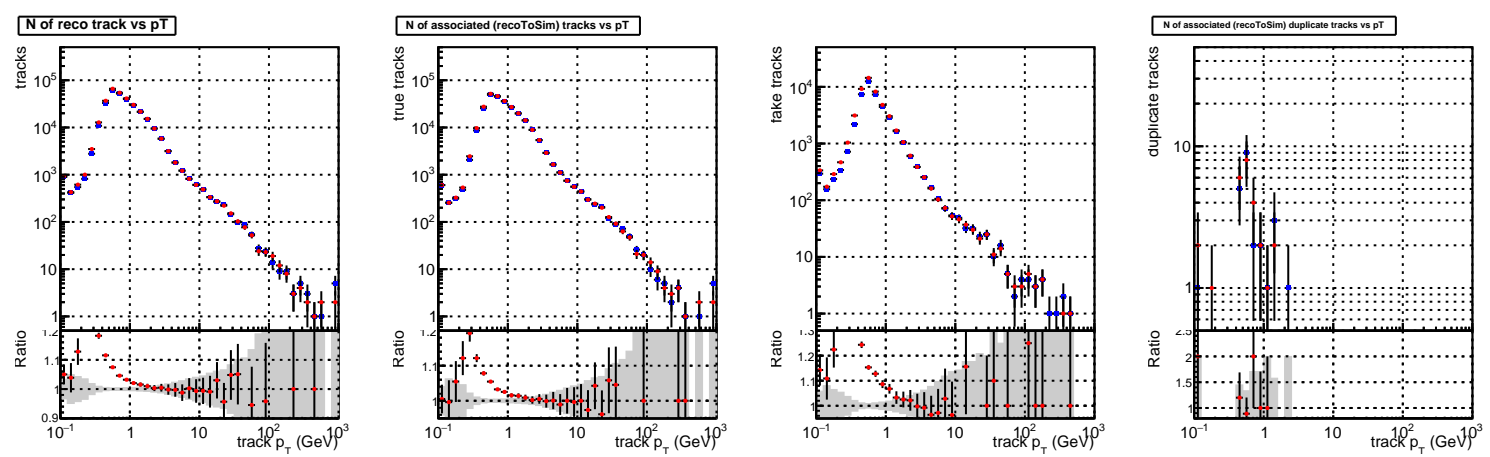 N of reco track vs pT
tracks
10⁵
10⁴
10³
10²
10
1
Ratio
1.2
1.1
1
0.9
10⁻¹ 1 10 10² 10³
track p_T (GeV)
N of associated (recoToSim) tracks vs pT
true tracks
10⁵
10⁴
10³
10²
10
1
Ratio
1.2
1.1
1
10⁻¹ 1 10 10² 10³
track p_T (GeV)
fake tracks
10⁴
10³
10²
10
1
Ratio
1.3
1.2
1.1
1
10⁻¹ 1 10 10² 10³
track p_T (GeV)
N of associated (recoToSim) duplicate tracks vs pT
duplicate tracks
10
1
Ratio
2.5
2
1.5
1
10⁻¹ 1 10 10² 10³
track p_T (GeV)